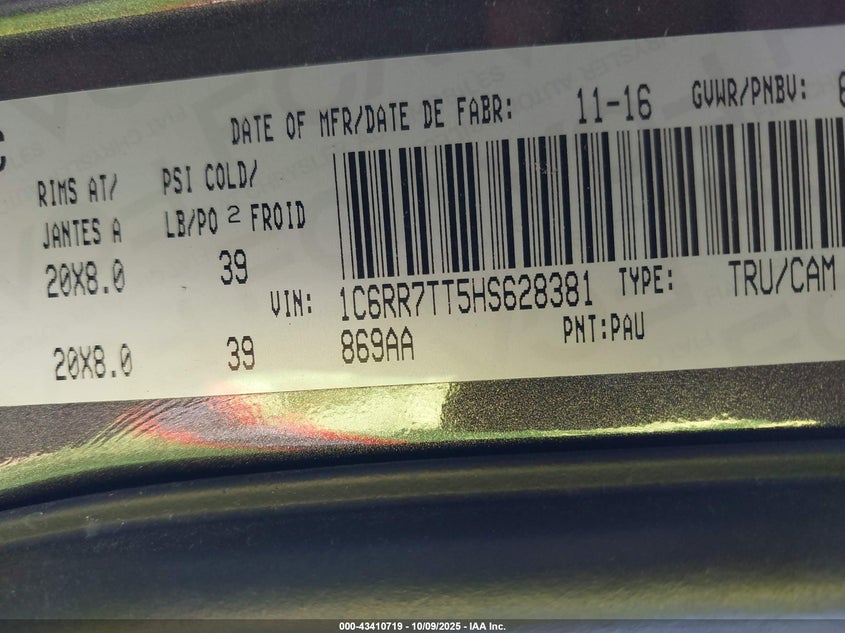 C
DATE OF MFR/DATE DE FABR: 11-16 GVWR/PNBV:
RIMS AT/ PSI COLD/
JANTES A LB/PO 2 FROID
20X8.0 39
VIN: 1C6RR7TT5HS628381 TYPE: TRU/CAM
20X8.0 39 869AA PNT:PAU
000-43410719 - 10/09/2025 - IAA Inc.